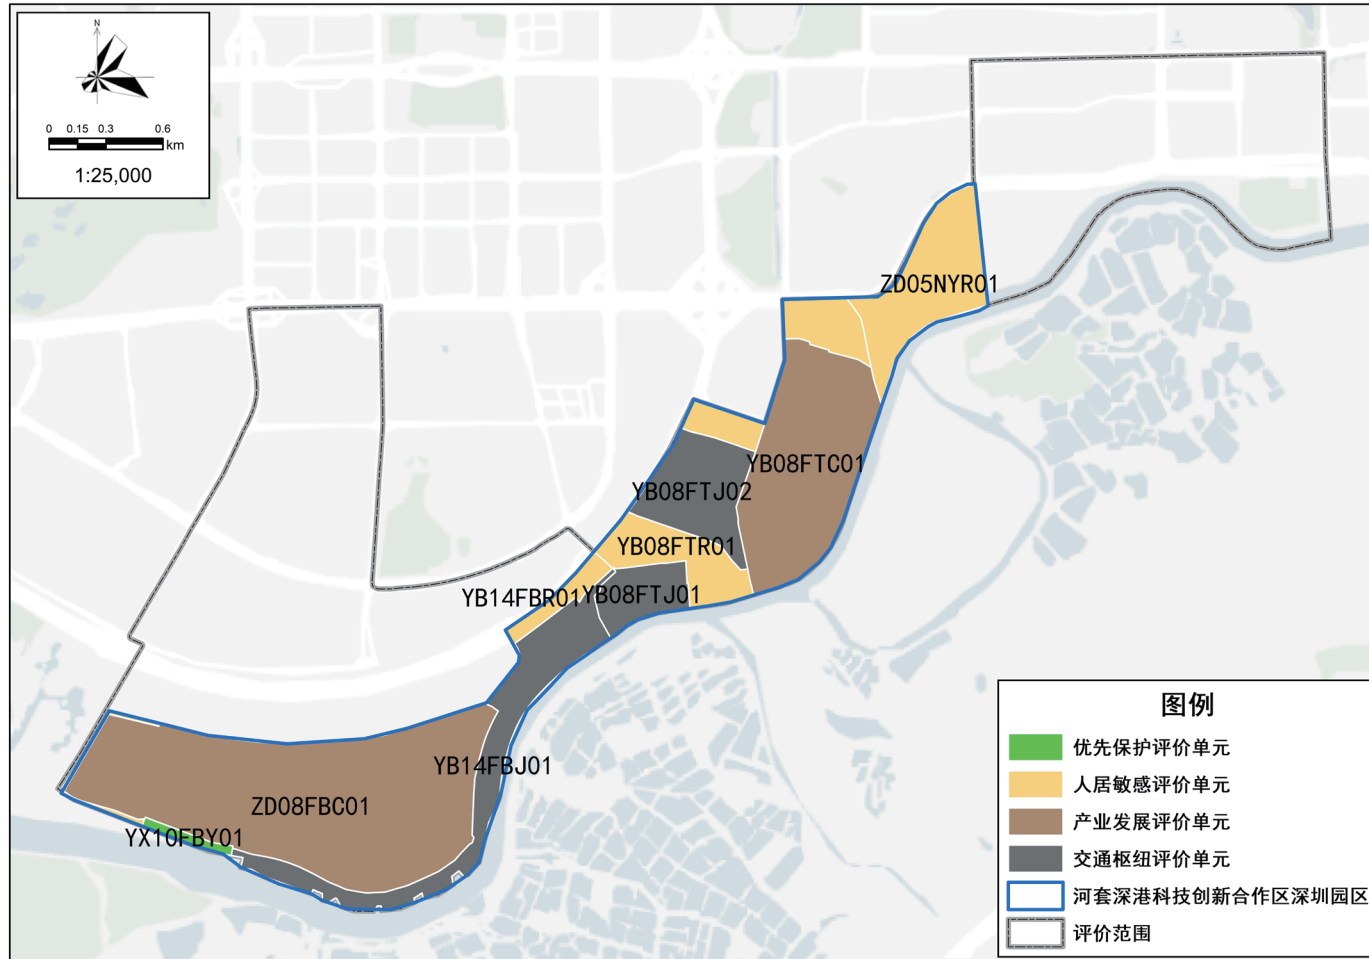 N
0 0.15 0.3 0.6
km
1:25,000
ZD05NYR01
YB08FTC01
YB08FTJ02
YB08FTR01
YB14FBR01
YB08FTJ01
YB14FBJ01
ZD08FBC01
YX10FBY01
图例
优先保护评价单元
人居敏感评价单元
产业发展评价单元
交通枢纽评价单元
河套深港科技创新合作区深圳园区
评价范围